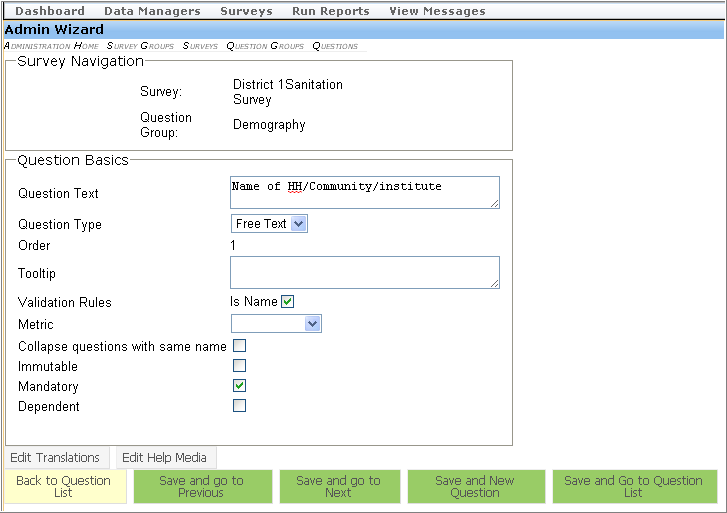 Dashboard Data Managers Surveys Run Reports View Messages
Admin Wizard
Administration Home Survey Groups Surveys Question Groups Questions
Survey Navigation
Survey: District 1Sanitation
Survey
Question
Group: Demography
Question Basics
Question Text Name of HH/Community/institute
Question Type Free Text
Order 1
Tooltip
Validation Rules Is Name
Metric
Collapse questions with same name
Immutable
Mandatory
Dependent
Edit Translations Edit Help Media
Back to Question
List
Save and go to
Previous
Save and go to
Next
Save and New
Question
Save and Go to Question
List